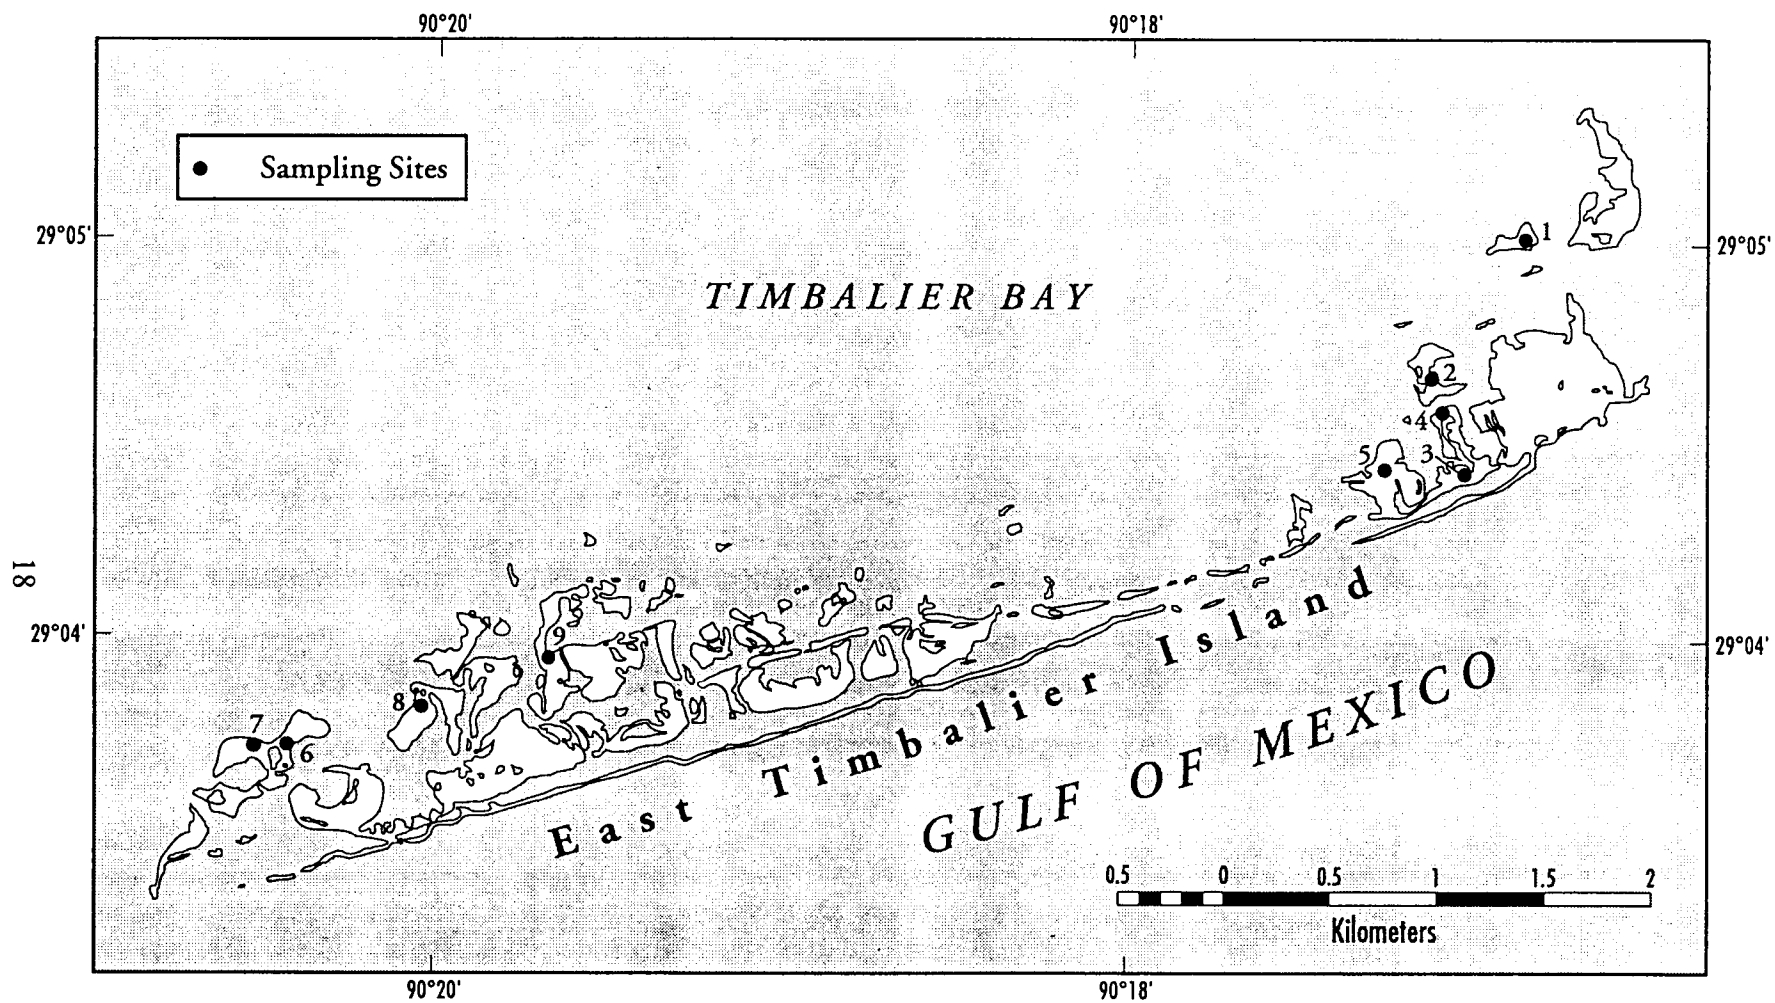 90°20' 90°18'
Sampling Sites
29°05' 29°05'
1
TIMBALIER BAY
2
4
5 3
18
29°04' 29°04'
9
8
7
6
East Timbalier Island
GULF OF MEXICO
0.5 0 0.5 1 1.5 2
Kilometers
90°20' 90°18'